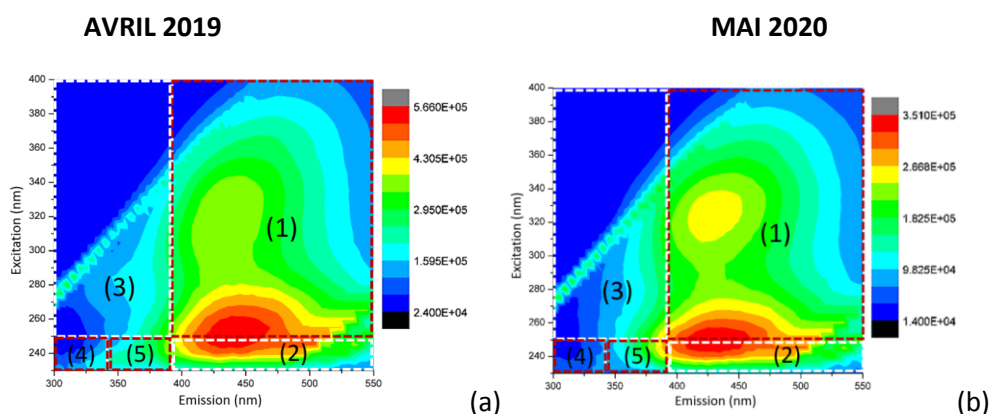 AVRIL 2019
MAI 2020
400
380
360
340
320
300
280
260
240
Excitation (nm)
(1)
(3)
(4)
(5)
(2)
300
350
400
450
500
550
Emission (nm)
5.660E+05
4.305E+05
2.950E+05
1.595E+05
2.400E+04
(a)
400
380
360
340
320
300
280
260
240
Excitation (nm)
(1)
(3)
(4)
(5)
(2)
300
350
400
450
500
550
Emission (nm)
3.510E+05
2.668E+05
1.825E+05
9.825E+04
1.400E+04
(b)